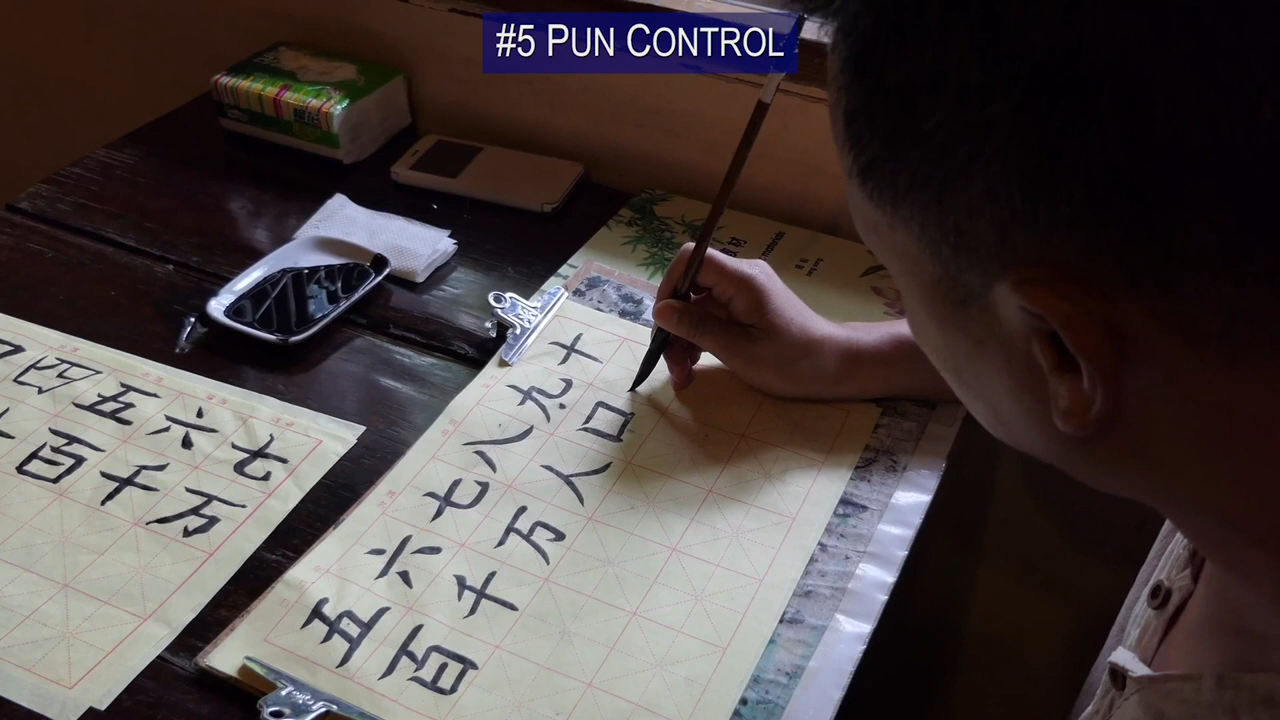 #5 PUN CONTROL
四五六七
百千万
五六七八九十
百千万人口
materials